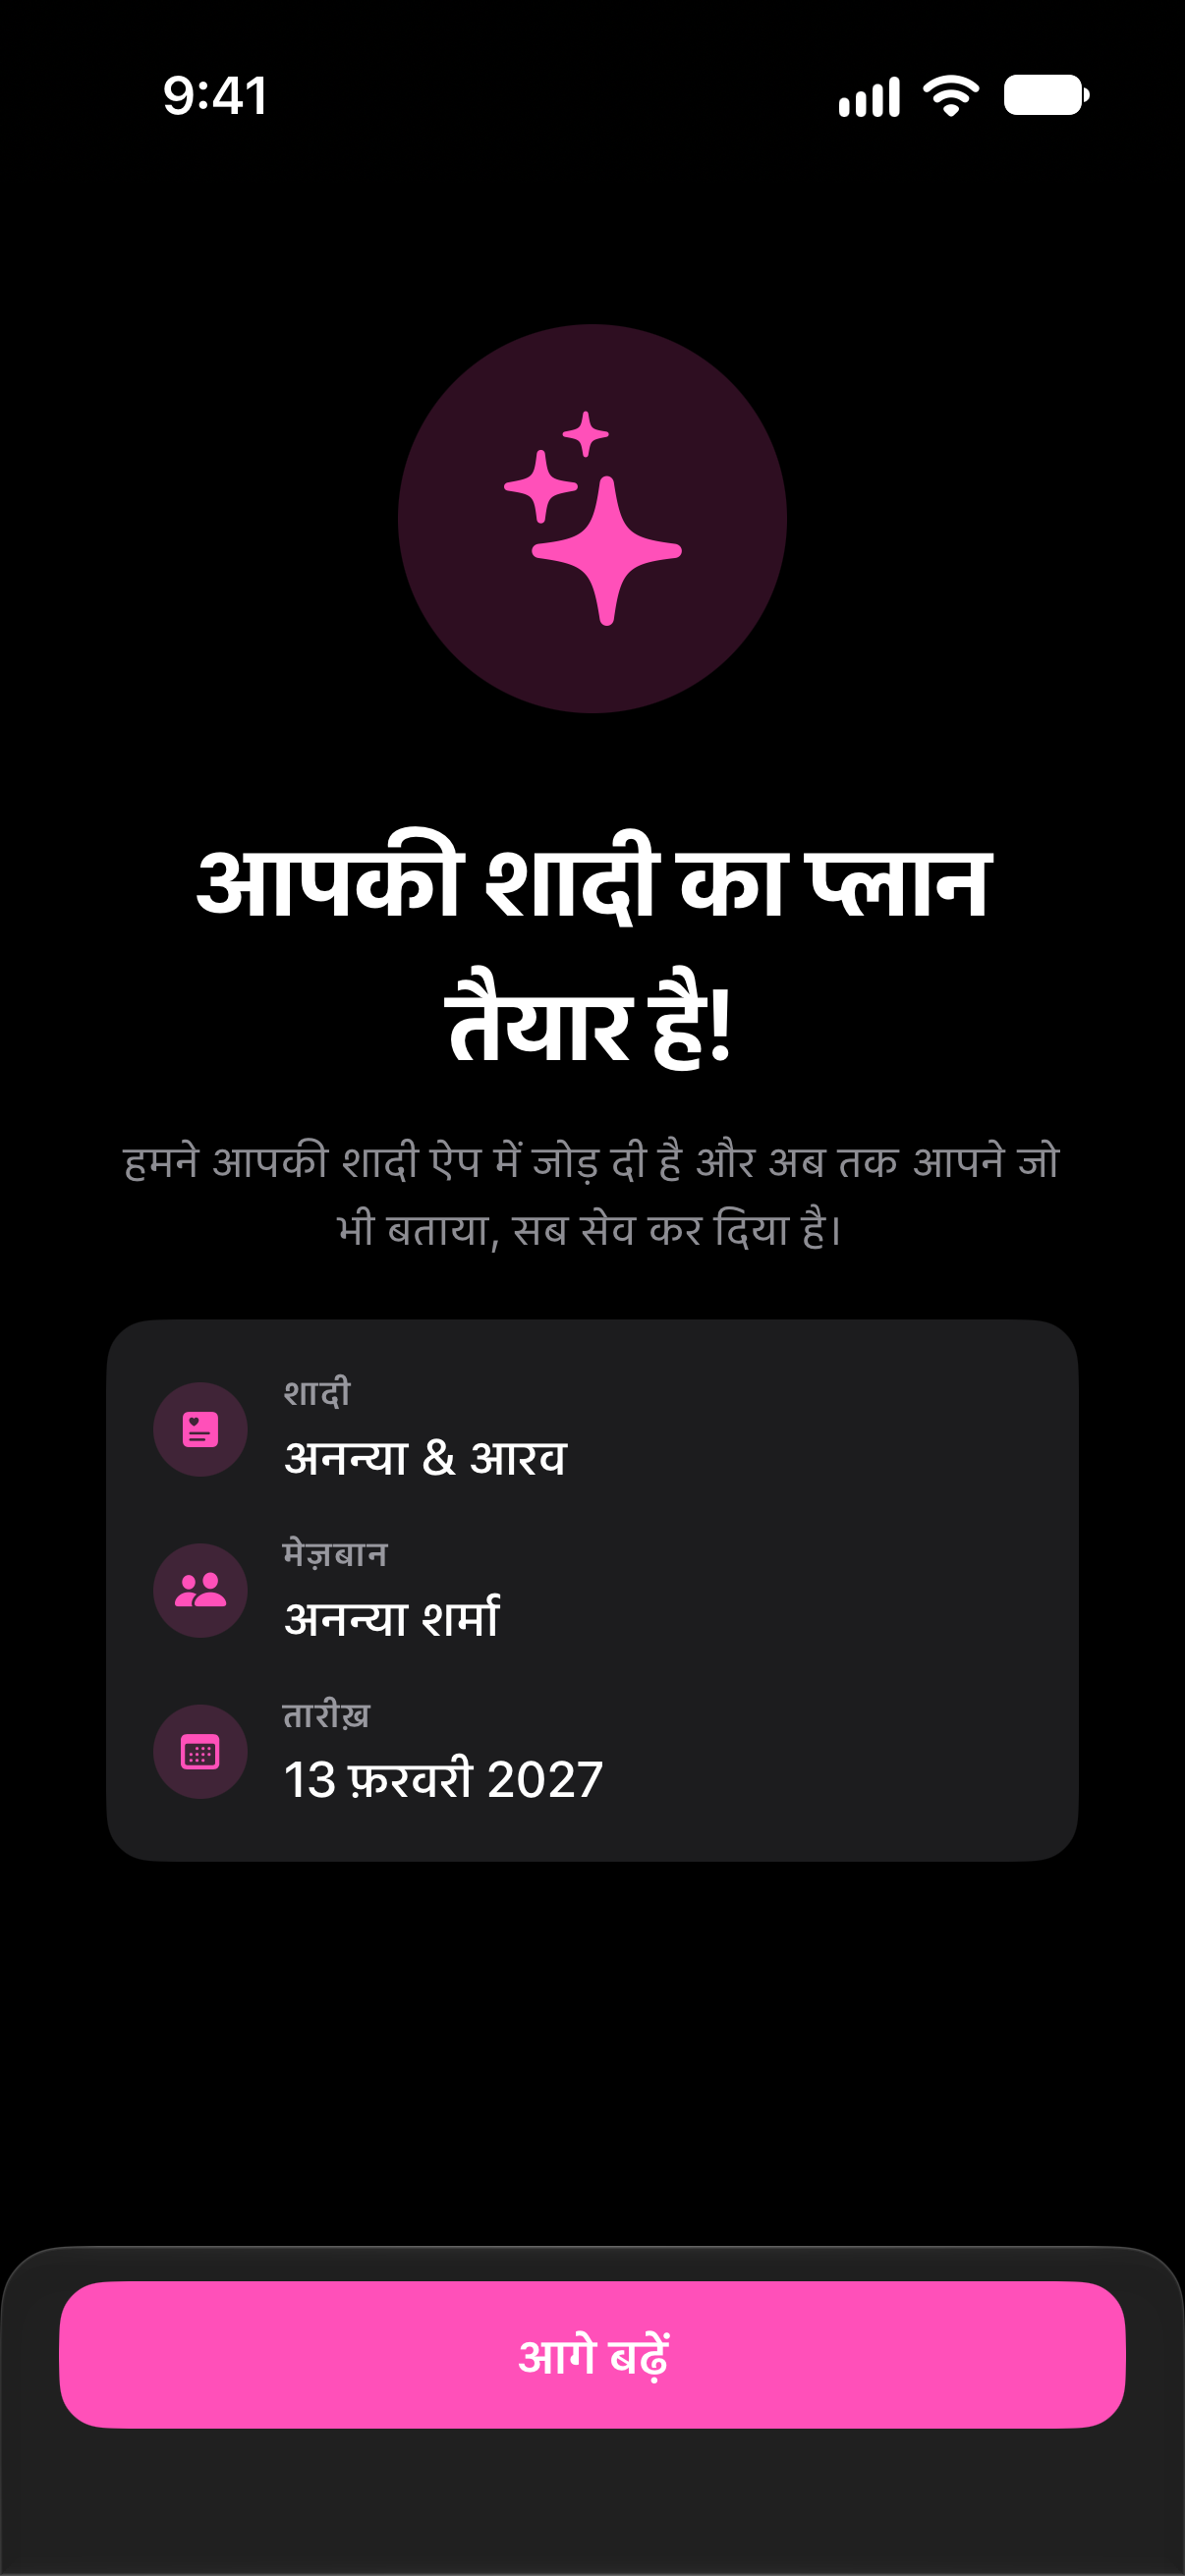 9:41
आपकी शादी का प्लान
तैयार है!
हमने आपकी शादी ऐप में जोड़ दी है और अब तक आपने जो
भी बताया, सब सेव कर दिया है।
शादी
अनन्या & आरव
मेज़बान
अनन्या शर्मा
तारीख़
13 फ़रवरी 2027
आगे बढ़ें